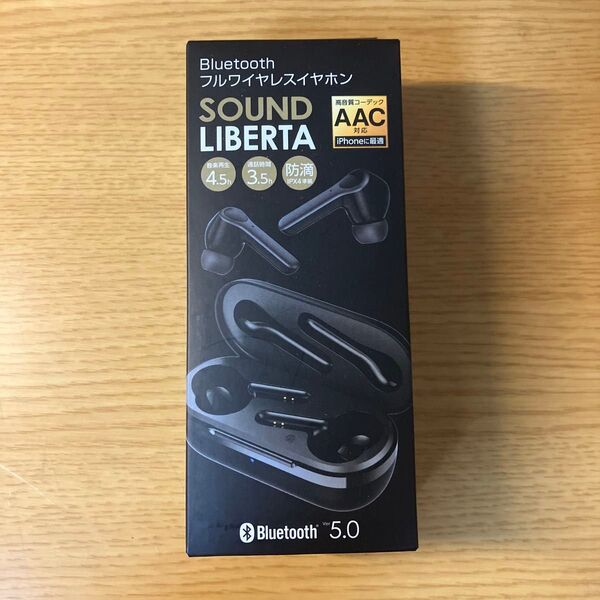 Bluetooth
フルワイヤレスイヤホン
SOUND
LIBERTA
高音質コーデック
AAC
対応
iPhoneに最適
音楽再生
4.5h
通話時間
3.5h
防滴
IPX4準拠
Bluetooth® Ver 5.0